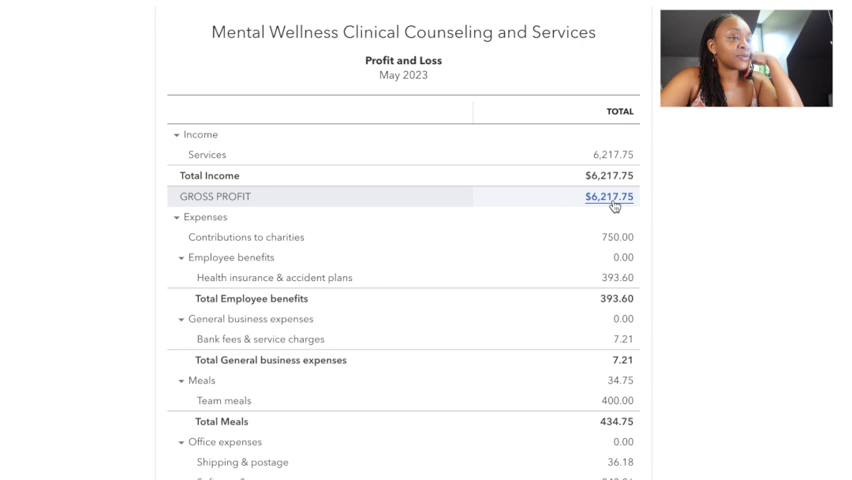 Mental Wellness Clinical Counseling and Services
Profit and Loss
May 2023
TOTAL
Income
Services 6,217.75
Total Income $6,217.75
GROSS PROFIT $6,217.75
Expenses
Contributions to charities 750.00
Employee benefits 0.00
Health insurance & accident plans 393.60
Total Employee benefits 393.60
General business expenses 0.00
Bank fees & service charges 7.21
Total General business expenses 7.21
Meals 34.75
Team meals 400.00
Total Meals 434.75
Office expenses 0.00
Shipping & postage 36.18